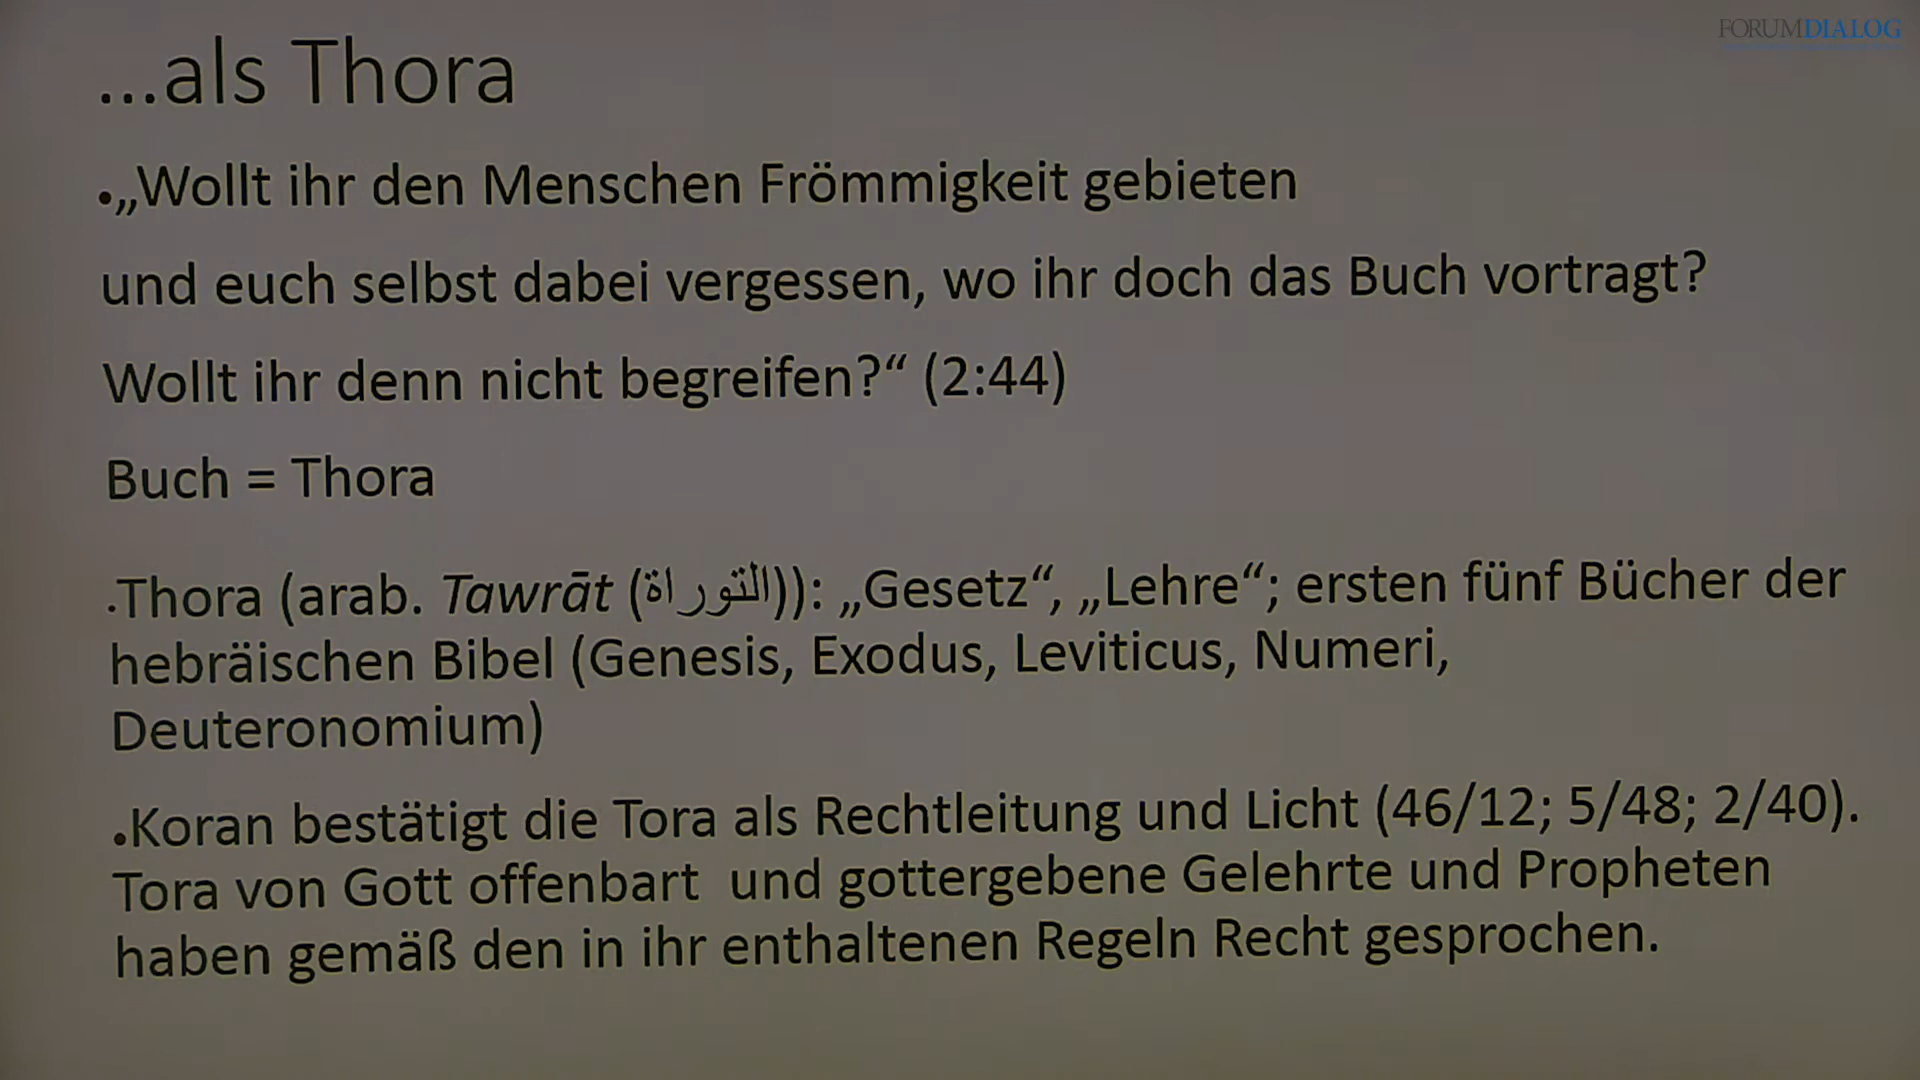 FORUMDIALOG
...als Thora
•„Wollt ihr den Menschen Frömmigkeit gebieten
und euch selbst dabei vergessen, wo ihr doch das Buch vortragt?
Wollt ihr denn nicht begreifen?“ (2:44)
Buch = Thora
•Thora (arab. Tawrāt (التوراة)): „Gesetz“, „Lehre“; ersten fünf Bücher der
hebräischen Bibel (Genesis, Exodus, Leviticus, Numeri,
Deuteronomium)
•Koran bestätigt die Tora als Rechtleitung und Licht (46/12; 5/48; 2/40).
Tora von Gott offenbart und gottergebene Gelehrte und Propheten
haben gemäß den in ihr enthaltenen Regeln Recht gesprochen.